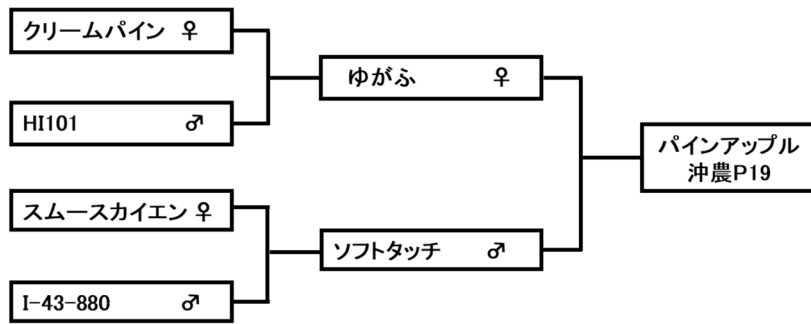 クリームパイン ♀
HI101 ♂
ゆがふ ♀
パインアップル
沖農P19
スムースカイエン ♀
ソフトタッチ ♂
I-43-880 ♂